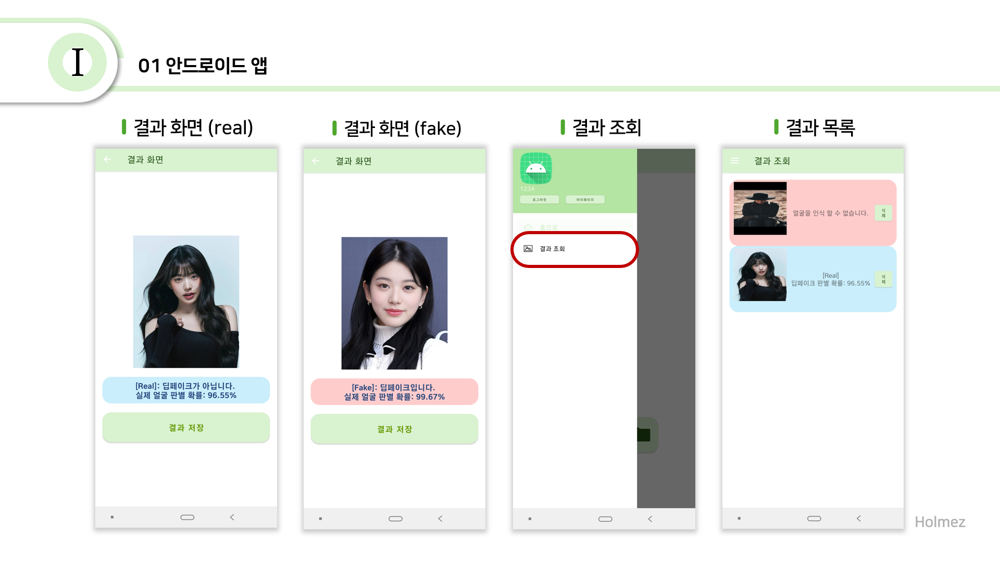 I
01 안드로이드 앱
결과 화면 (real)
결과 화면
[Real]: 딥페이크가 아닙니다.
실제 얼굴 판별 확률: 96.55%
결과 저장
결과 화면 (fake)
결과 화면
[Fake]: 딥페이크입니다.
실제 얼굴 판별 확률: 99.67%
결과 저장
결과 조회
1234
로그아웃
마이페이지
홈으로
결과 조회
결과 목록
결과 조회
얼굴을 인식 할 수 없습니다.
삭
제
[Real]
딥페이크 판별 확률: 96.55%
삭
제
Holmez